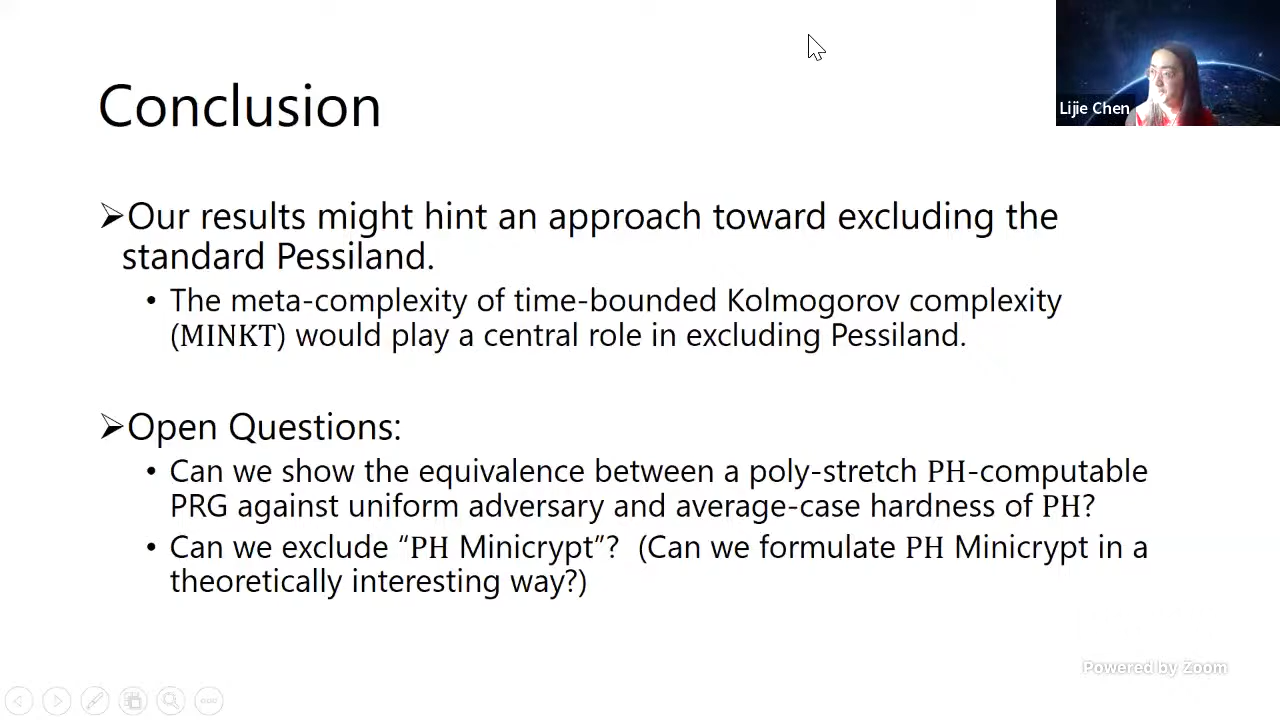 Conclusion
Lijie Chen
➢Our results might hint an approach toward excluding the
standard Pessiland.
• The meta-complexity of time-bounded Kolmogorov complexity
(MINKT) would play a central role in excluding Pessiland.
➢Open Questions:
• Can we show the equivalence between a poly-stretch PH-computable
PRG against uniform adversary and average-case hardness of PH?
• Can we exclude “PH Minicrypt”? (Can we formulate PH Minicrypt in a
theoretically interesting way?)
Powered by Zoom